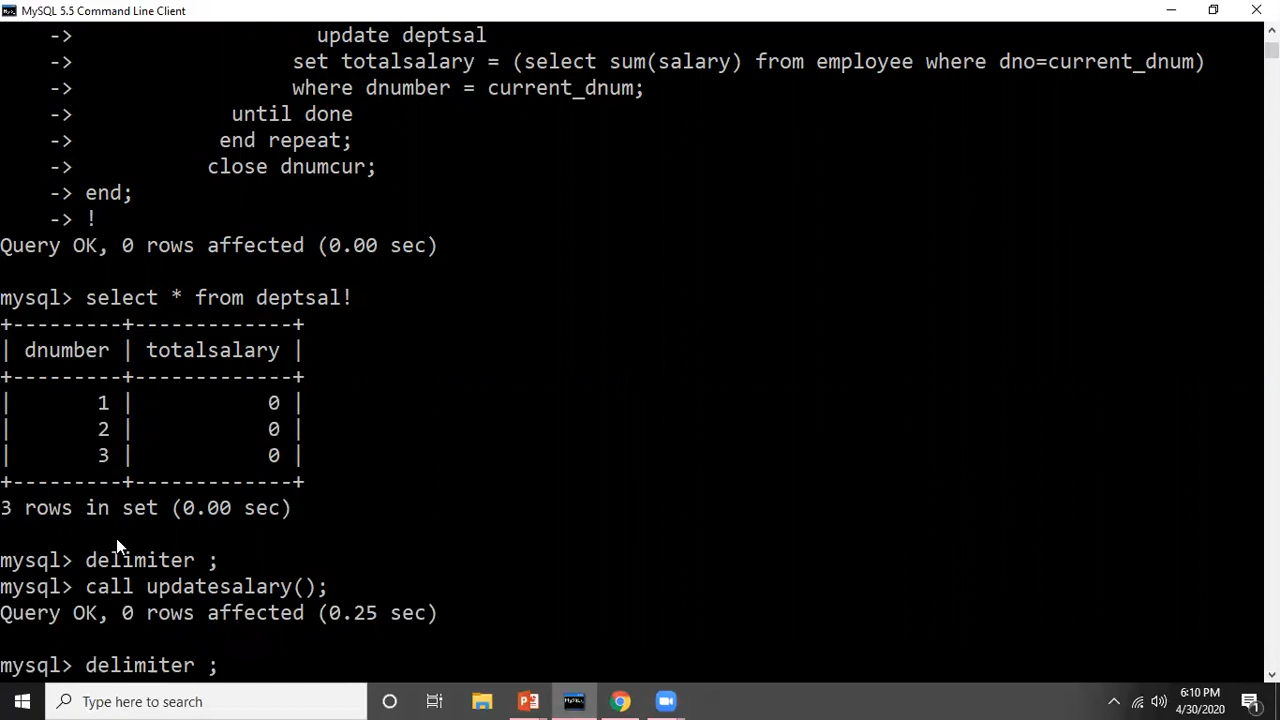 MySQL 5.5 Command Line Client
-> update deptsal
-> set totalsalary = (select sum(salary) from employee where dno=current_dnum)
-> where dnumber = current_dnum;
-> until done
-> end repeat;
-> close dnumcur;
-> end;
-> !
Query OK, 0 rows affected (0.00 sec)
mysql> select * from deptsal!
+---------+-------------+
| dnumber | totalsalary |
+---------+-------------+
| 1 | 0 |
| 2 | 0 |
| 3 | 0 |
+---------+-------------+
3 rows in set (0.00 sec)
mysql> delimiter ;
mysql> call updatesalary();
Query OK, 0 rows affected (0.25 sec)
mysql> delimiter ;
Type here to search
6:10 PM
4/30/2020
1